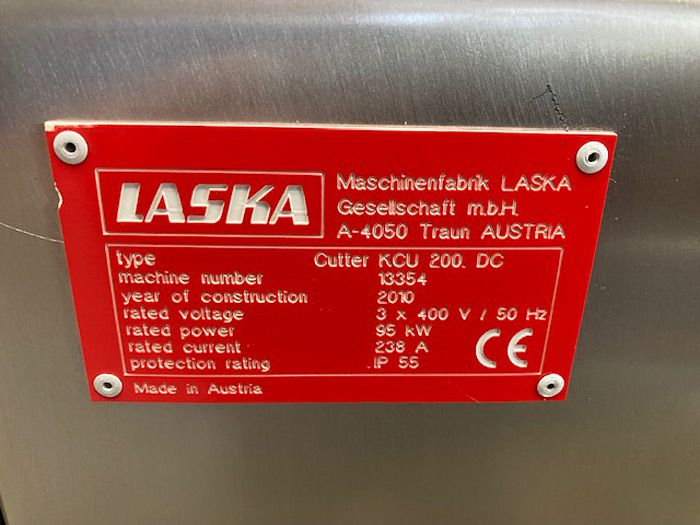 LASKA
Maschinenfabrik LASKA
Gesellschaft m.b.H.
A-4050 Traun AUSTRIA
type Cutter KCU 200. DC
machine number 13354
year of construction 2010
rated voltage 3 x 400 V / 50 Hz
rated power 95 kW
rated current 238 A
protection rating .IP 55
CE
Made in Austria